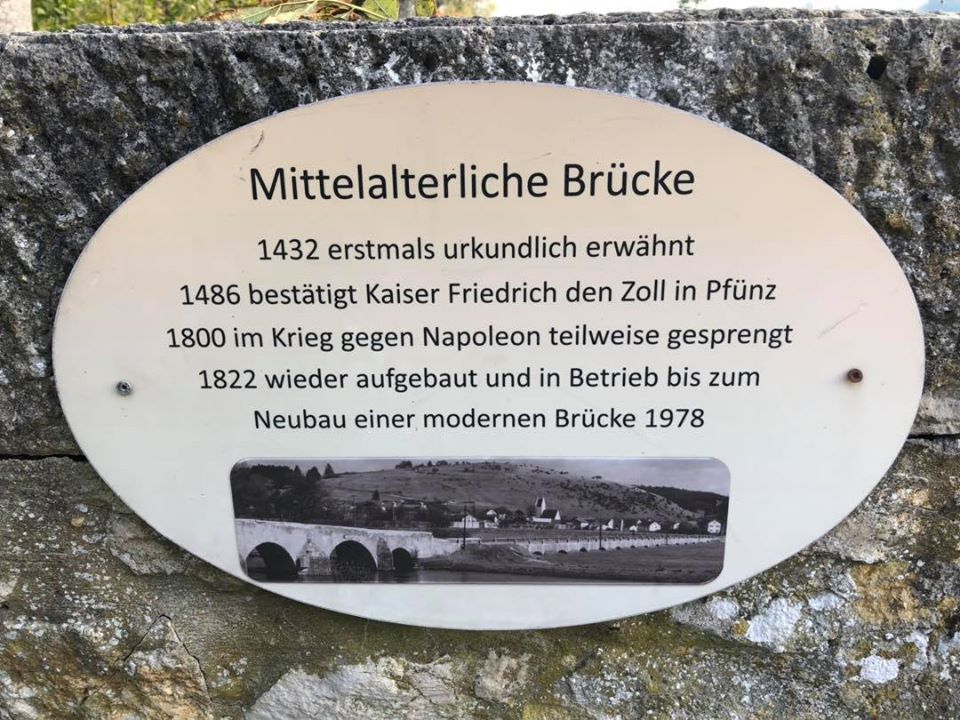 Mittelalterliche Brücke
1432 erstmals urkundlich erwähnt
1486 bestätigt Kaiser Friedrich den Zoll in Pfünz
1800 im Krieg gegen Napoleon teilweise gesprengt
1822 wieder aufgebaut und in Betrieb bis zum
Neubau einer modernen Brücke 1978